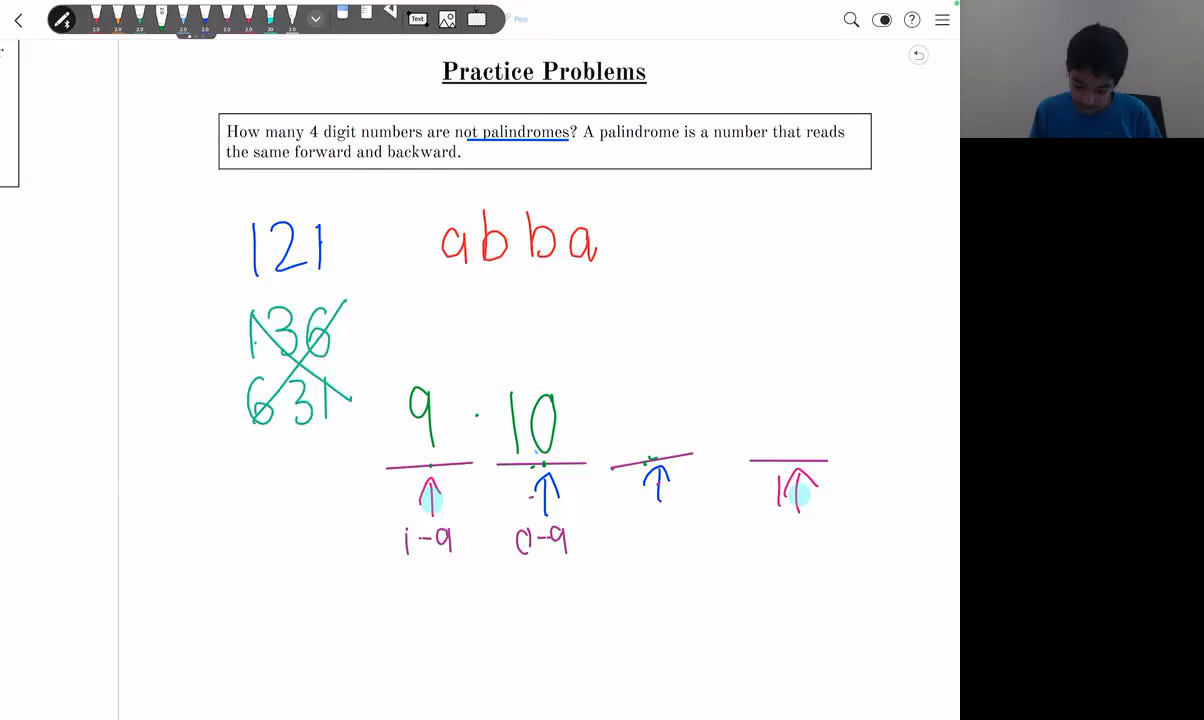 Text
Pen
Practice Problems
How many 4 digit numbers are not palindromes? A palindrome is a number that reads
the same forward and backward.
121 abba
136
631
9 · 10
1-9 0-9